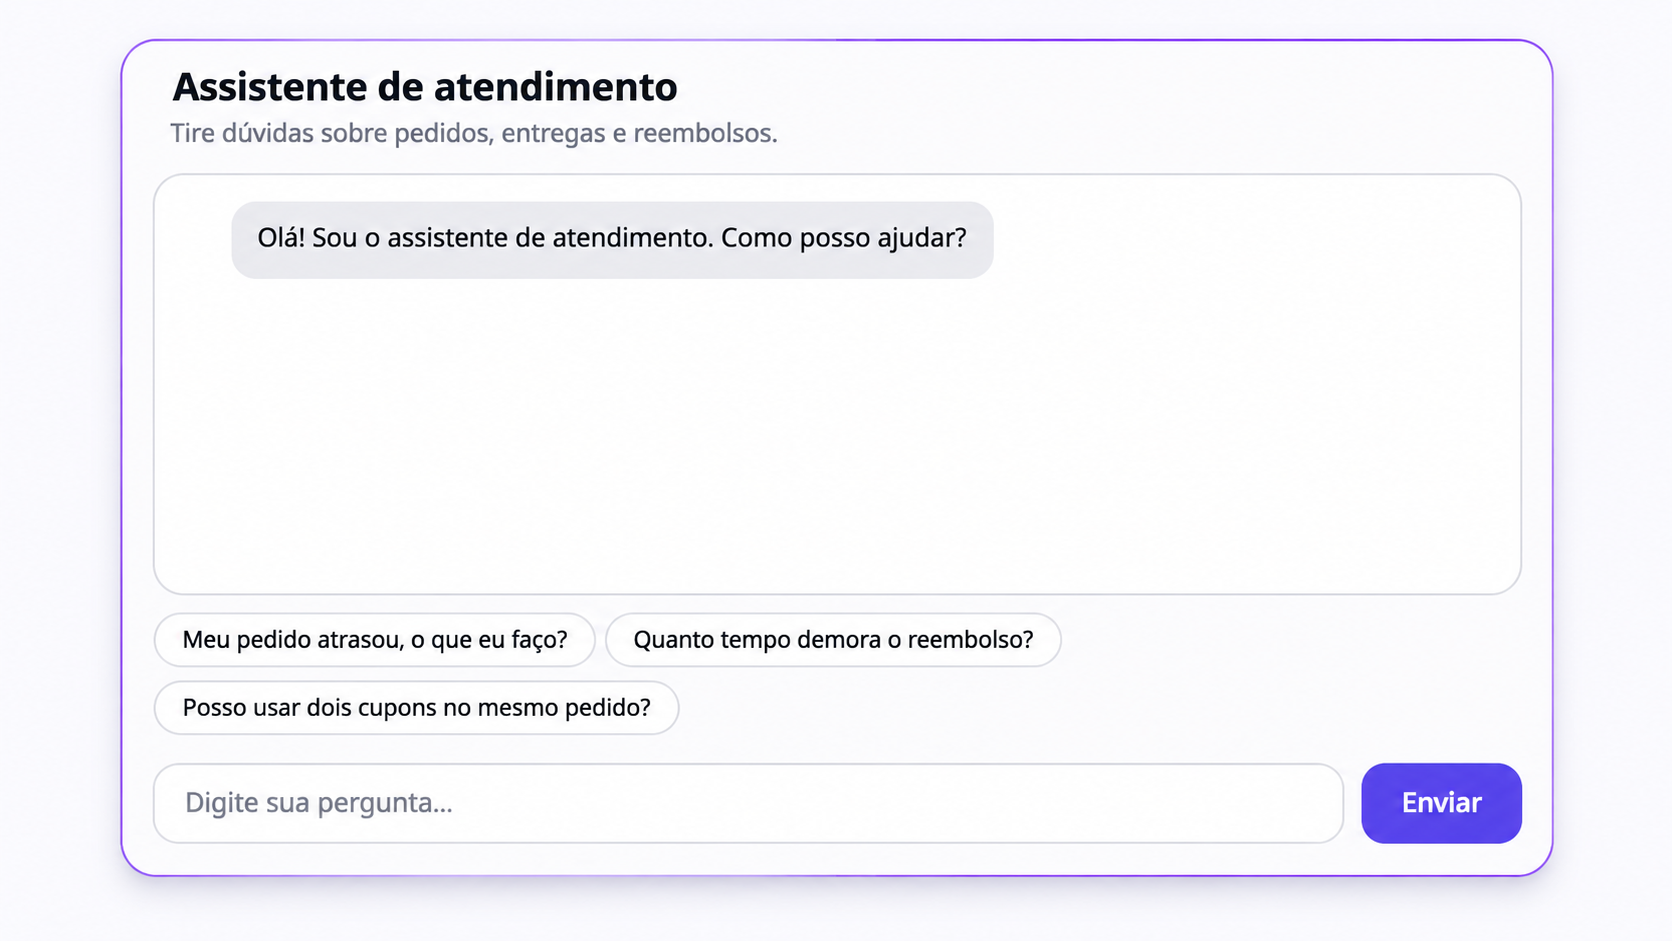 Assistente de atendimento
Tire dúvidas sobre pedidos, entregas e reembolsos.
Olá! Sou o assistente de atendimento. Como posso ajudar?
Meu pedido atrasou, o que eu faço?
Quanto tempo demora o reembolso?
Posso usar dois cupons no mesmo pedido?
Digite sua pergunta...
Enviar